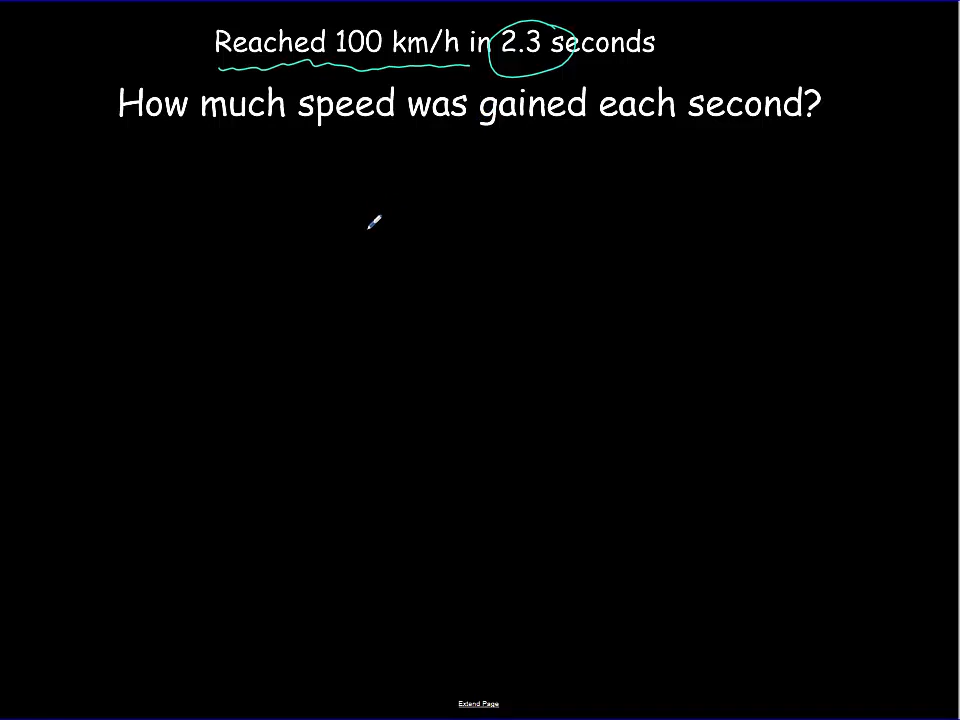 Reached 100 km/h in 2.3 seconds
How much speed was gained each second?
Extend Page